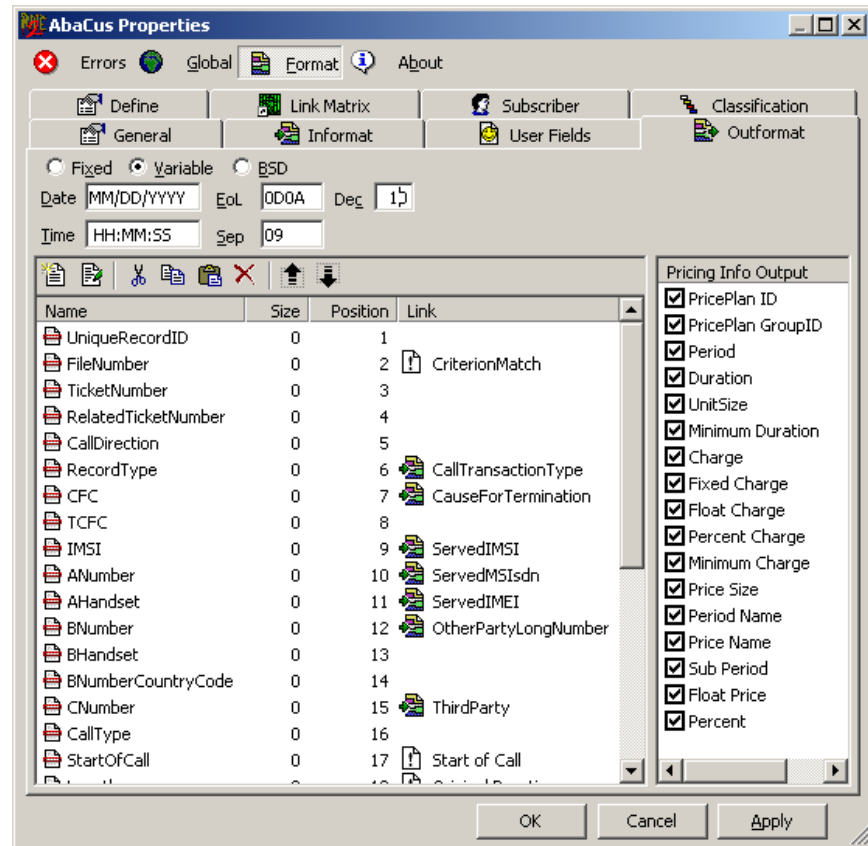 AbaCus Properties
Errors Global Format About
Define Link Matrix Subscriber Classification
General Informat User Fields Outformat
Fixed Variable BSD
Date MM/DD/YYYY EoL 0D0A Dec 1
Time HH:MM:SS Sep 09
Pricing Info Output
Name Size Position Link
UniqueRecordID 0 1
FileNumber 0 2 CriterionMatch
TicketNumber 0 3
RelatedTicketNumber 0 4
CallDirection 0 5
RecordType 0 6 CallTransactionType
CFC 0 7 CauseForTermination
TCFC 0 8
IMSI 0 9 ServedIMSI
ANumber 0 10 ServedMSIsdn
AHandset 0 11 ServedIMEI
BNumber 0 12 OtherPartyLongNumber
BHandset 0 13
BNumberCountryCode 0 14
CNumber 0 15 ThirdParty
CallType 0 16
StartOfCall 0 17 Start of Call
PricePlan ID
PricePlan GroupID
Period
Duration
UnitSize
Minimum Duration
Charge
Fixed Charge
Float Charge
Percent Charge
Minimum Charge
Price Size
Period Name
Price Name
Sub Period
Float Price
Percent
OK Cancel Apply